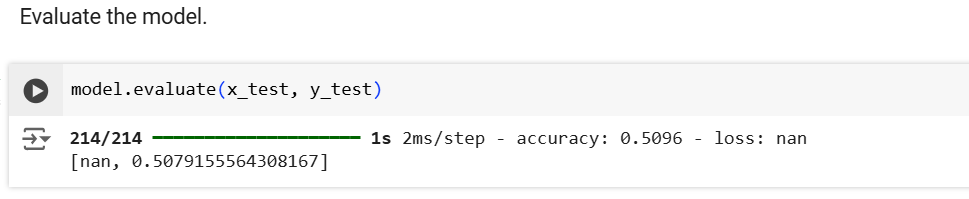 Evaluate the model.
model.evaluate(x_test, y_test)
214/214 ━━━━━━━━━━━━━━━━━━━━ 1s 2ms/step - accuracy: 0.5096 - loss: nan
[nan, 0.5079155564308167]